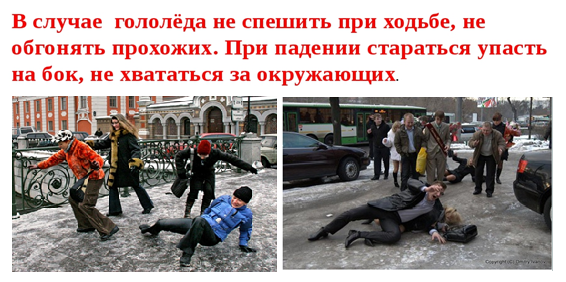 В случае  гололёда не спешить при ходьбе, не
обгонять прохожих. При падении стараться упасть
на бок, не хвататься за окружающих.